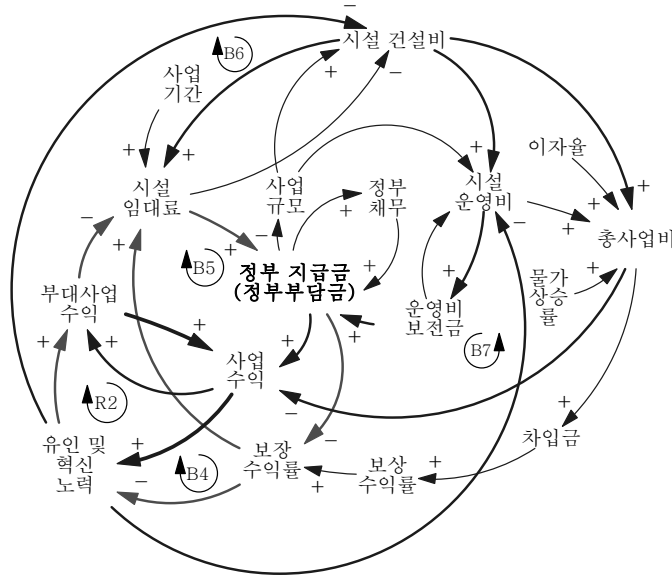 시설 건설비
B6
사업
기간
이자율
시설
임대료
사업
규모
정부
채무
시설
운영비
총사업비
B5
정부 지급금
(정부부담금)
물가
상승
률
부대사업
수익
운영비
보전금
B7
사업
수익
R2
유인 및
혁신
노력
B4
보장
수익률
보상
수익률
차입금